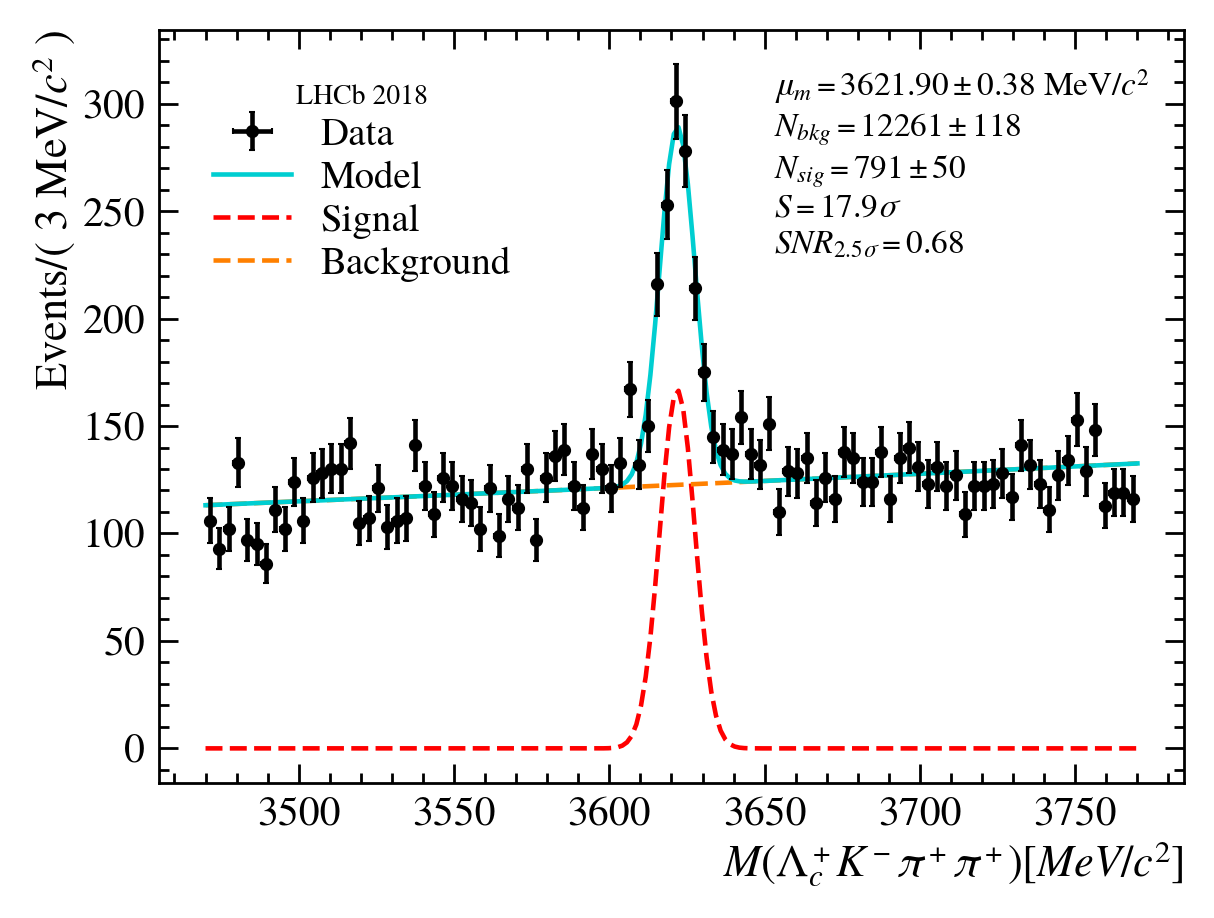 Events/( 3 MeV/c² )
300
250
200
150
100
50
0
LHCb 2018
Data
Model
Signal
Background
μₘ = 3621.90 ± 0.38 MeV/c²
N_bkg = 12261 ± 118
N_sig = 791 ± 50
S = 17.9σ
SNR_2.5σ = 0.68
3500 3550 3600 3650 3700 3750
M(Λ_c⁺K⁻π⁺π⁺)[MeV/c²]